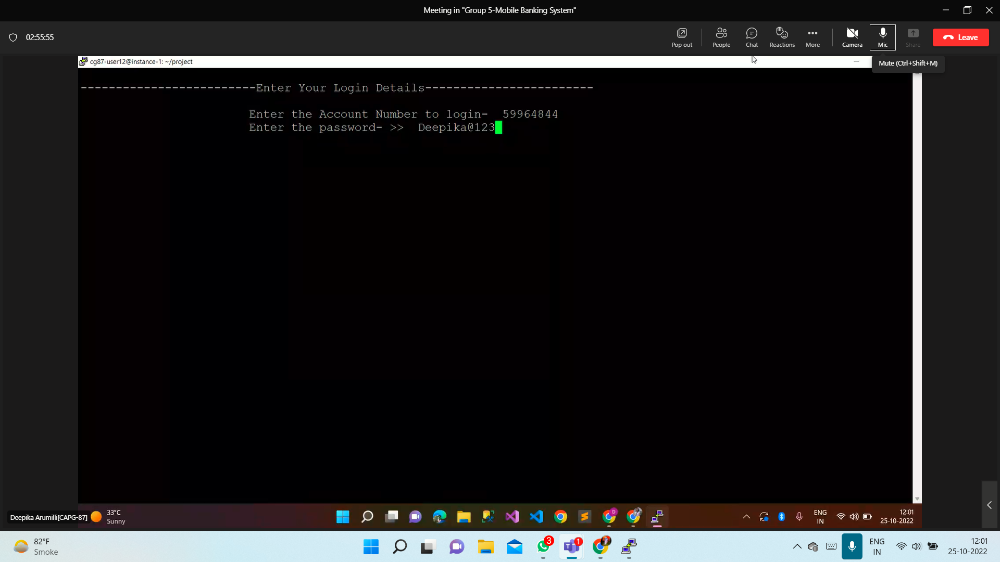 Meeting in "Group 5-Mobile Banking System"
02:55:55
Pop out
People
Chat
Reactions
More
Camera
Mic
Share
Leave
cg87-user12@instance-1: ~/project
Mute (Ctrl+Shift+M)
-------------------------Enter Your Login Details------------------------
Enter the Account Number to login-  59964844
Enter the password- >>  Deepika@123
Deepika Arumilli[CAPG-87]
33°C
Sunny
D
ENG
IN
12:01
25-10-2022
82°F
Smoke
3
1
ENG
IN
12:01
25-10-2022